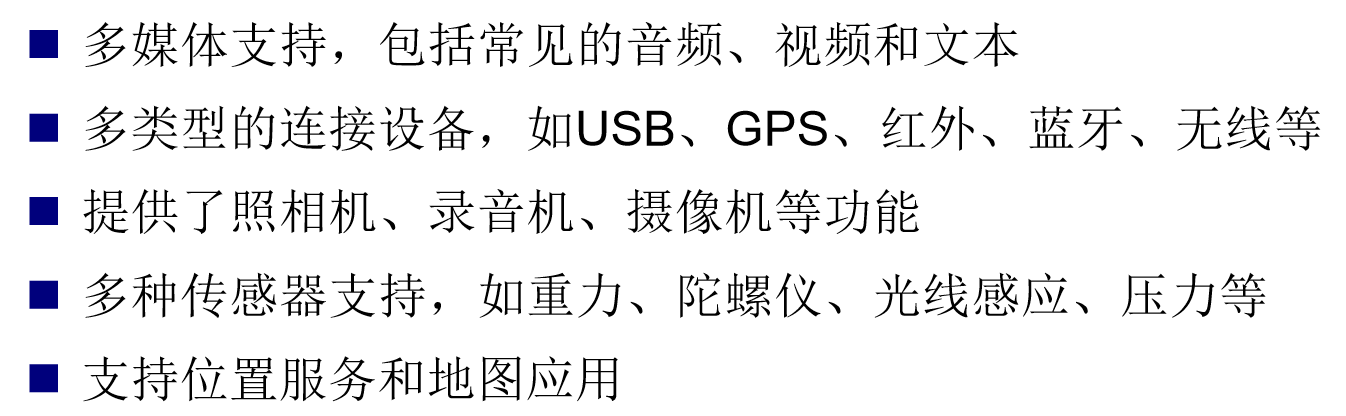 多媒体支持，包括常见的音频、视频和文本
多类型的连接设备，如USB、GPS、红外、蓝牙、无线等
提供了照相机、录音机、摄像机等功能
多种传感器支持，如重力、陀螺仪、光线感应、压力等
支持位置服务和地图应用